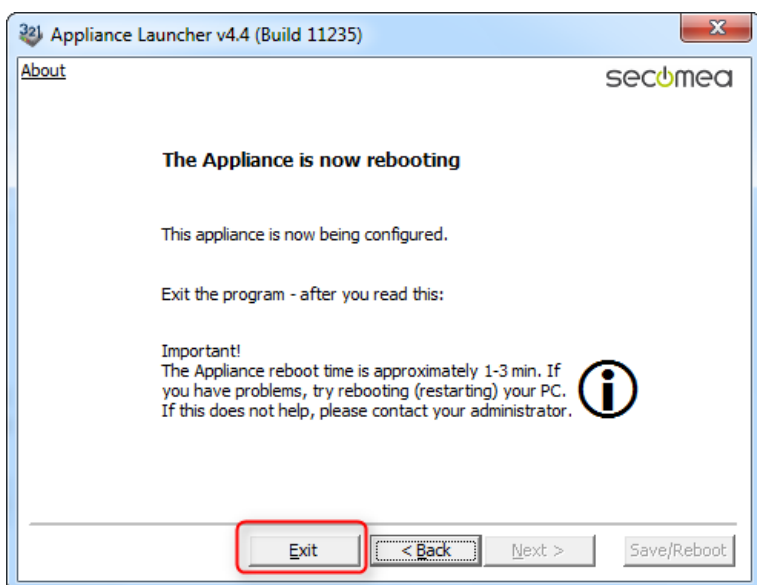 Appliance Launcher v4.4 (Build 11235)
About
secomea
The Appliance is now rebooting
This appliance is now being configured.
Exit the program - after you read this:
Important!
The Appliance reboot time is approximately 1-3 min. If
you have problems, try rebooting (restarting) your PC.
If this does not help, please contact your administrator.
Exit
< Back
Next >
Save/Reboot